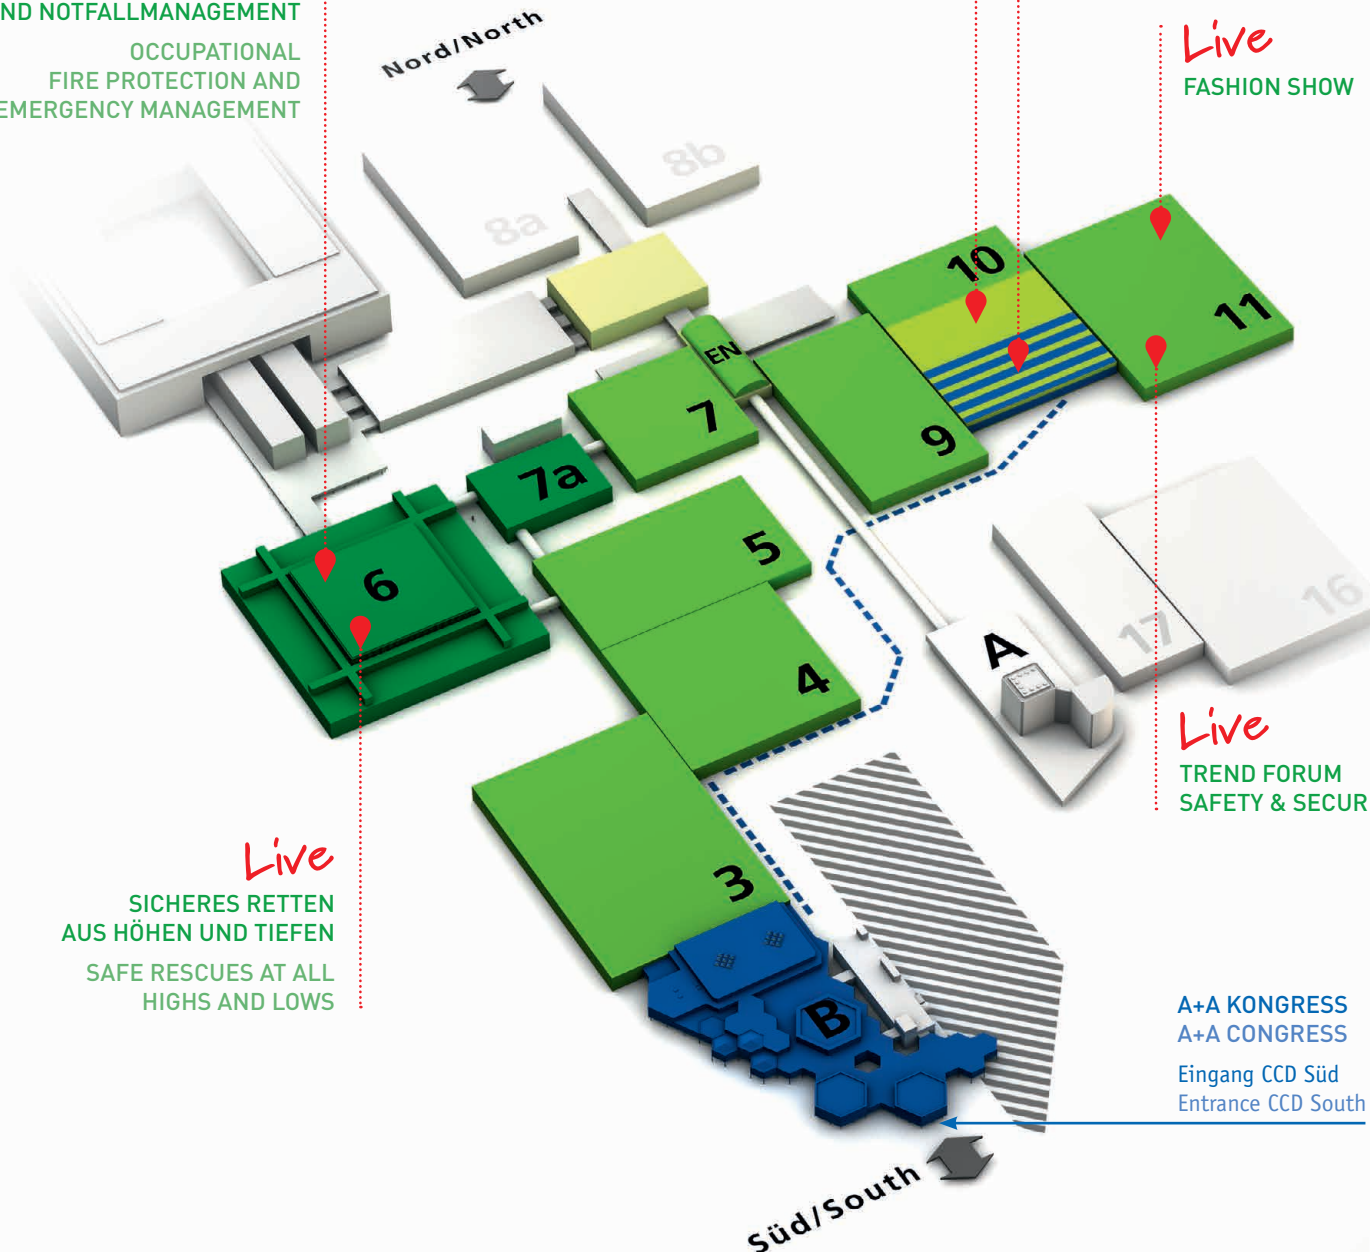 ND NOTFALLMANAGEMENT
OCCUPATIONAL
FIRE PROTECTION AND
EMERGENCY MANAGEMENT
Nord/North
Live
FASHION SHOW
8b
8a
10
11
EN
7
9
7a
5
6
4
A
17
16
Live
TREND FORUM
SAFETY & SECUR
3
Live
SICHERES RETTEN
AUS HÖHEN UND TIEFEN
SAFE RESCUES AT ALL
HIGHS AND LOWS
B
A+A KONGRESS
A+A CONGRESS
Eingang CCD Süd
Entrance CCD South
Süd/South